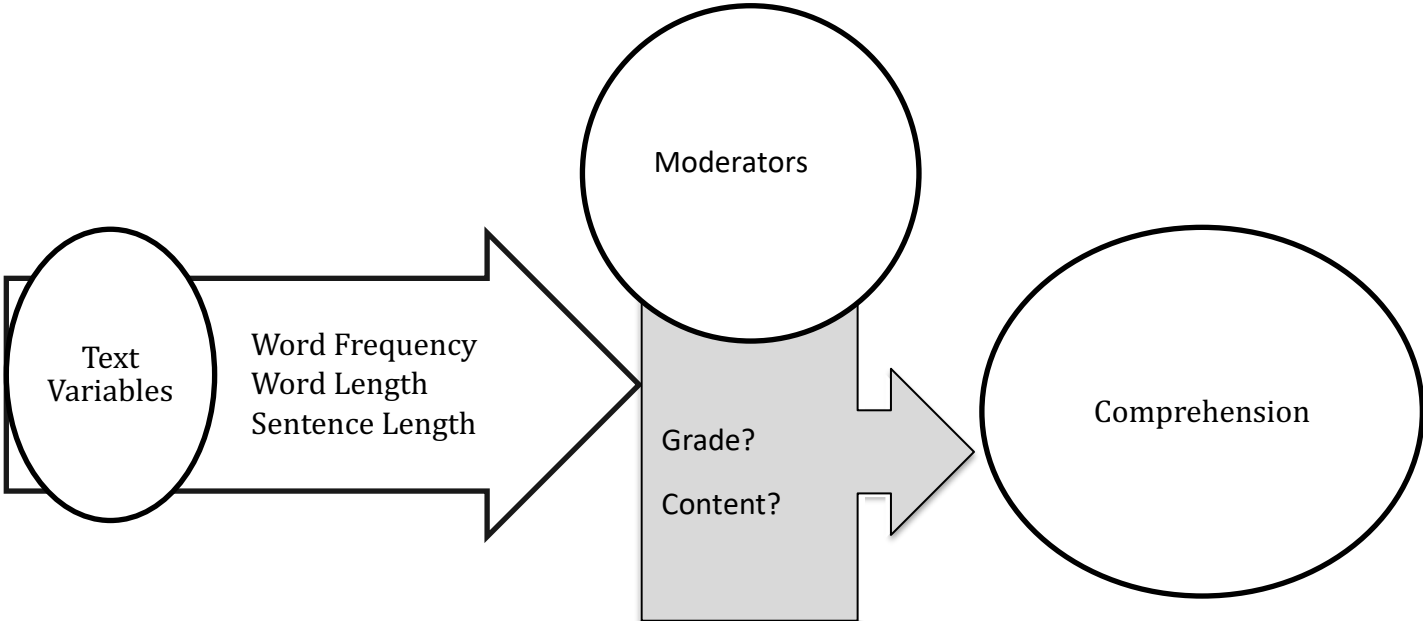 Text
Variables
Word Frequency
Word Length
Sentence Length
Moderators
Grade?
Content?
Comprehension